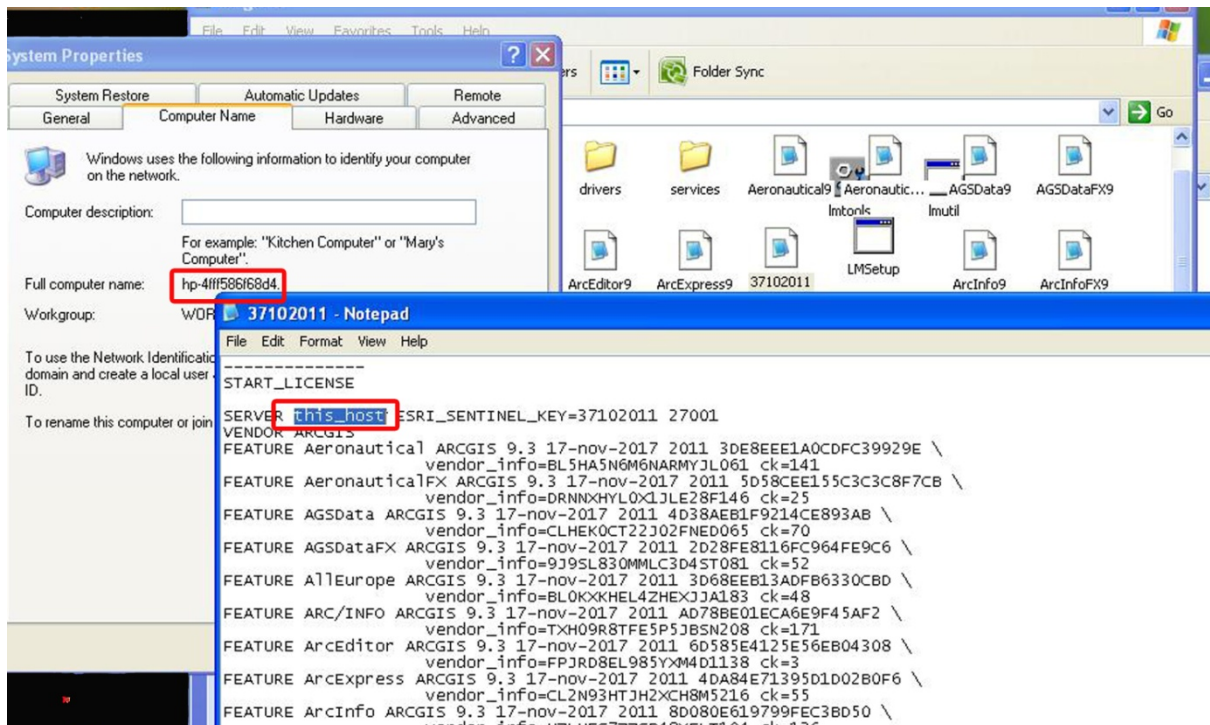 File Edit View Favorites Tools Help
System Properties
Folder Sync
Go
System Restore Automatic Updates Remote
General Computer Name Hardware Advanced
Windows uses the following information to identify your computer
on the network.
Computer description:
For example: "Kitchen Computer" or "Mary's
Computer".
Full computer name: hp-4fff586f68d4.
Workgroup:
To use the Network
domain and create a local user
ID.
To rename this computer or join
drivers services Aeronautical9 Aeronautic... AGSData9 AGSDataFX9
lmtools lmutil
ArcEditor9 ArcExpress9 37102011 LMSetup ArcInfo9 ArcInfoFX9
37102011 - Notepad
File Edit Format View Help
--------------
START_LICENSE
SERVER this_host ESRI_SENTINEL_KEY=37102011 27001
VENDOR ARCGIS
FEATURE Aeronautical ARCGIS 9.3 17-nov-2017 2011 3DE8EEE1A0CDFC39929E \
vendor_info=BL5HA5N6M6NARMYJL061 ck=141
FEATURE AeronauticalFX ARCGIS 9.3 17-nov-2017 2011 5D58CEE155C3C3C8F7CB \
vendor_info=DRNNXHYL0X1JLE28F146 ck=25
FEATURE AGSData ARCGIS 9.3 17-nov-2017 2011 4D38AEB1F9214CE893AB \
vendor_info=CLHEK0CT22J02FNED065 ck=70
FEATURE AGSDataFX ARCGIS 9.3 17-nov-2017 2011 2D28FE8116FC964FE9C6 \
vendor_info=9J9SL830MMLC3D4ST081 ck=52
FEATURE AllEurope ARCGIS 9.3 17-nov-2017 2011 3D68EEB13ADFB6330CBD \
vendor_info=BL0KXKHEL4ZHEXJJA183 ck=48
FEATURE ARC/INFO ARCGIS 9.3 17-nov-2017 2011 AD78BE01ECA6E9F45AF2 \
vendor_info=TXH09R8TFE5P5JBSN208 ck=171
FEATURE ArcEditor ARCGIS 9.3 17-nov-2017 2011 6D585E4125E56EB04308 \
vendor_info=FPJRD8EL985YXM4D1138 ck=3
FEATURE ArcExpress ARCGIS 9.3 17-nov-2017 2011 4DA84E71395D1D02B0F6 \
vendor_info=CL2N93HTJH2XCH8M5216 ck=55
FEATURE ArcInfo ARCGIS 9.3 17-nov-2017 2011 8D080E619799FEC3BD50 \